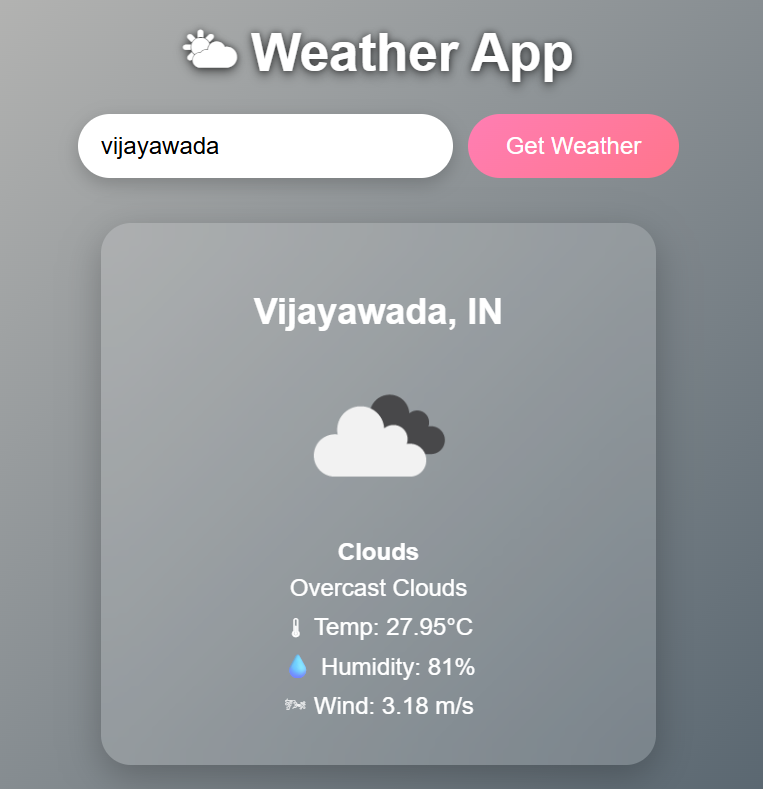 Weather App
vijayawada
Get Weather
Vijayawada, IN
Clouds
Overcast Clouds
Temp: 27.95°C
Humidity: 81%
Wind: 3.18 m/s